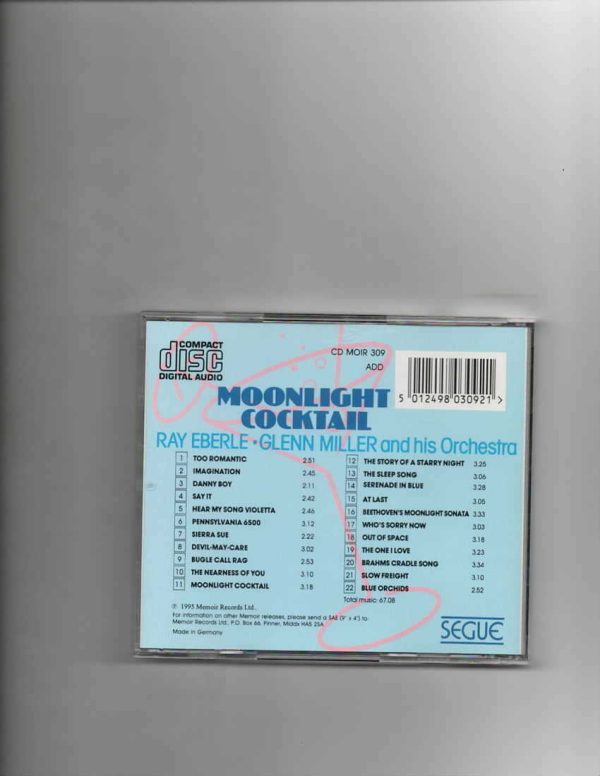 COMPACT
disc
DIGITAL AUDIO
CD MOIR 309
ADD
5 012498 030921 >
MOONLIGHT
COCKTAIL
RAY EBERLE • GLENN MILLER and his Orchestra
1 TOO ROMANTIC 2.51
2 IMAGINATION 2.45
3 DANNY BOY 2.11
4 SAY IT 2.42
5 HEAR MY SONG VIOLETTA 2.46
6 PENNSYLVANIA 6500 3.12
7 SIERRA SUE 2.22
8 DEVIL-MAY-CARE 3.02
9 BUGLE CALL RAG 2.53
10 THE NEARNESS OF YOU 3.10
11 MOONLIGHT COCKTAIL 3.18
12 THE STORY OF A STARRY NIGHT 3.25
13 THE SLEEP SONG 3.06
14 SERENADE IN BLUE 3.28
15 AT LAST 3.05
16 BEETHOVEN'S MOONLIGHT SONATA 3.33
17 WHO'S SORRY NOW 3.03
18 OUT OF SPACE 3.18
19 THE ONE I LOVE 3.23
20 BRAHMS CRADLE SONG 3.34
21 SLOW FREIGHT 3.10
22 BLUE ORCHIDS 2.52
Total music: 67.08
℗ 1995 Memoir Records Ltd.
For information on other Memoir releases, please send a SAE (9" x 4") to:
Memoir Records Ltd., P.O. Box 66, Pinner, Middx HA5 2SA
Made in Germany
SEGUE